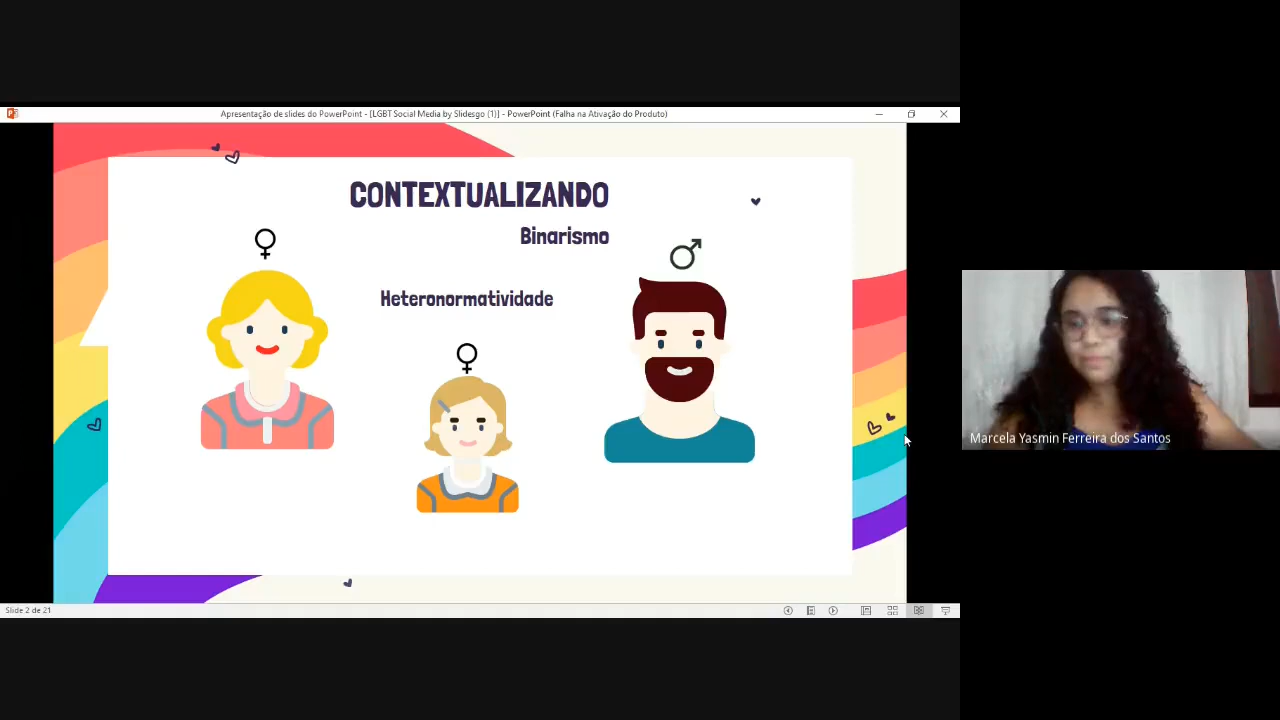 Apresentação de slides do PowerPoint - [LGBT Social Media by Slidesgo (1)] - PowerPoint (Falha na Ativação do Produto)
CONTEXTUALIZANDO
Binarismo
Heteronormatividade
Marcela Yasmin Ferreira dos Santos
Slide 2 de 21